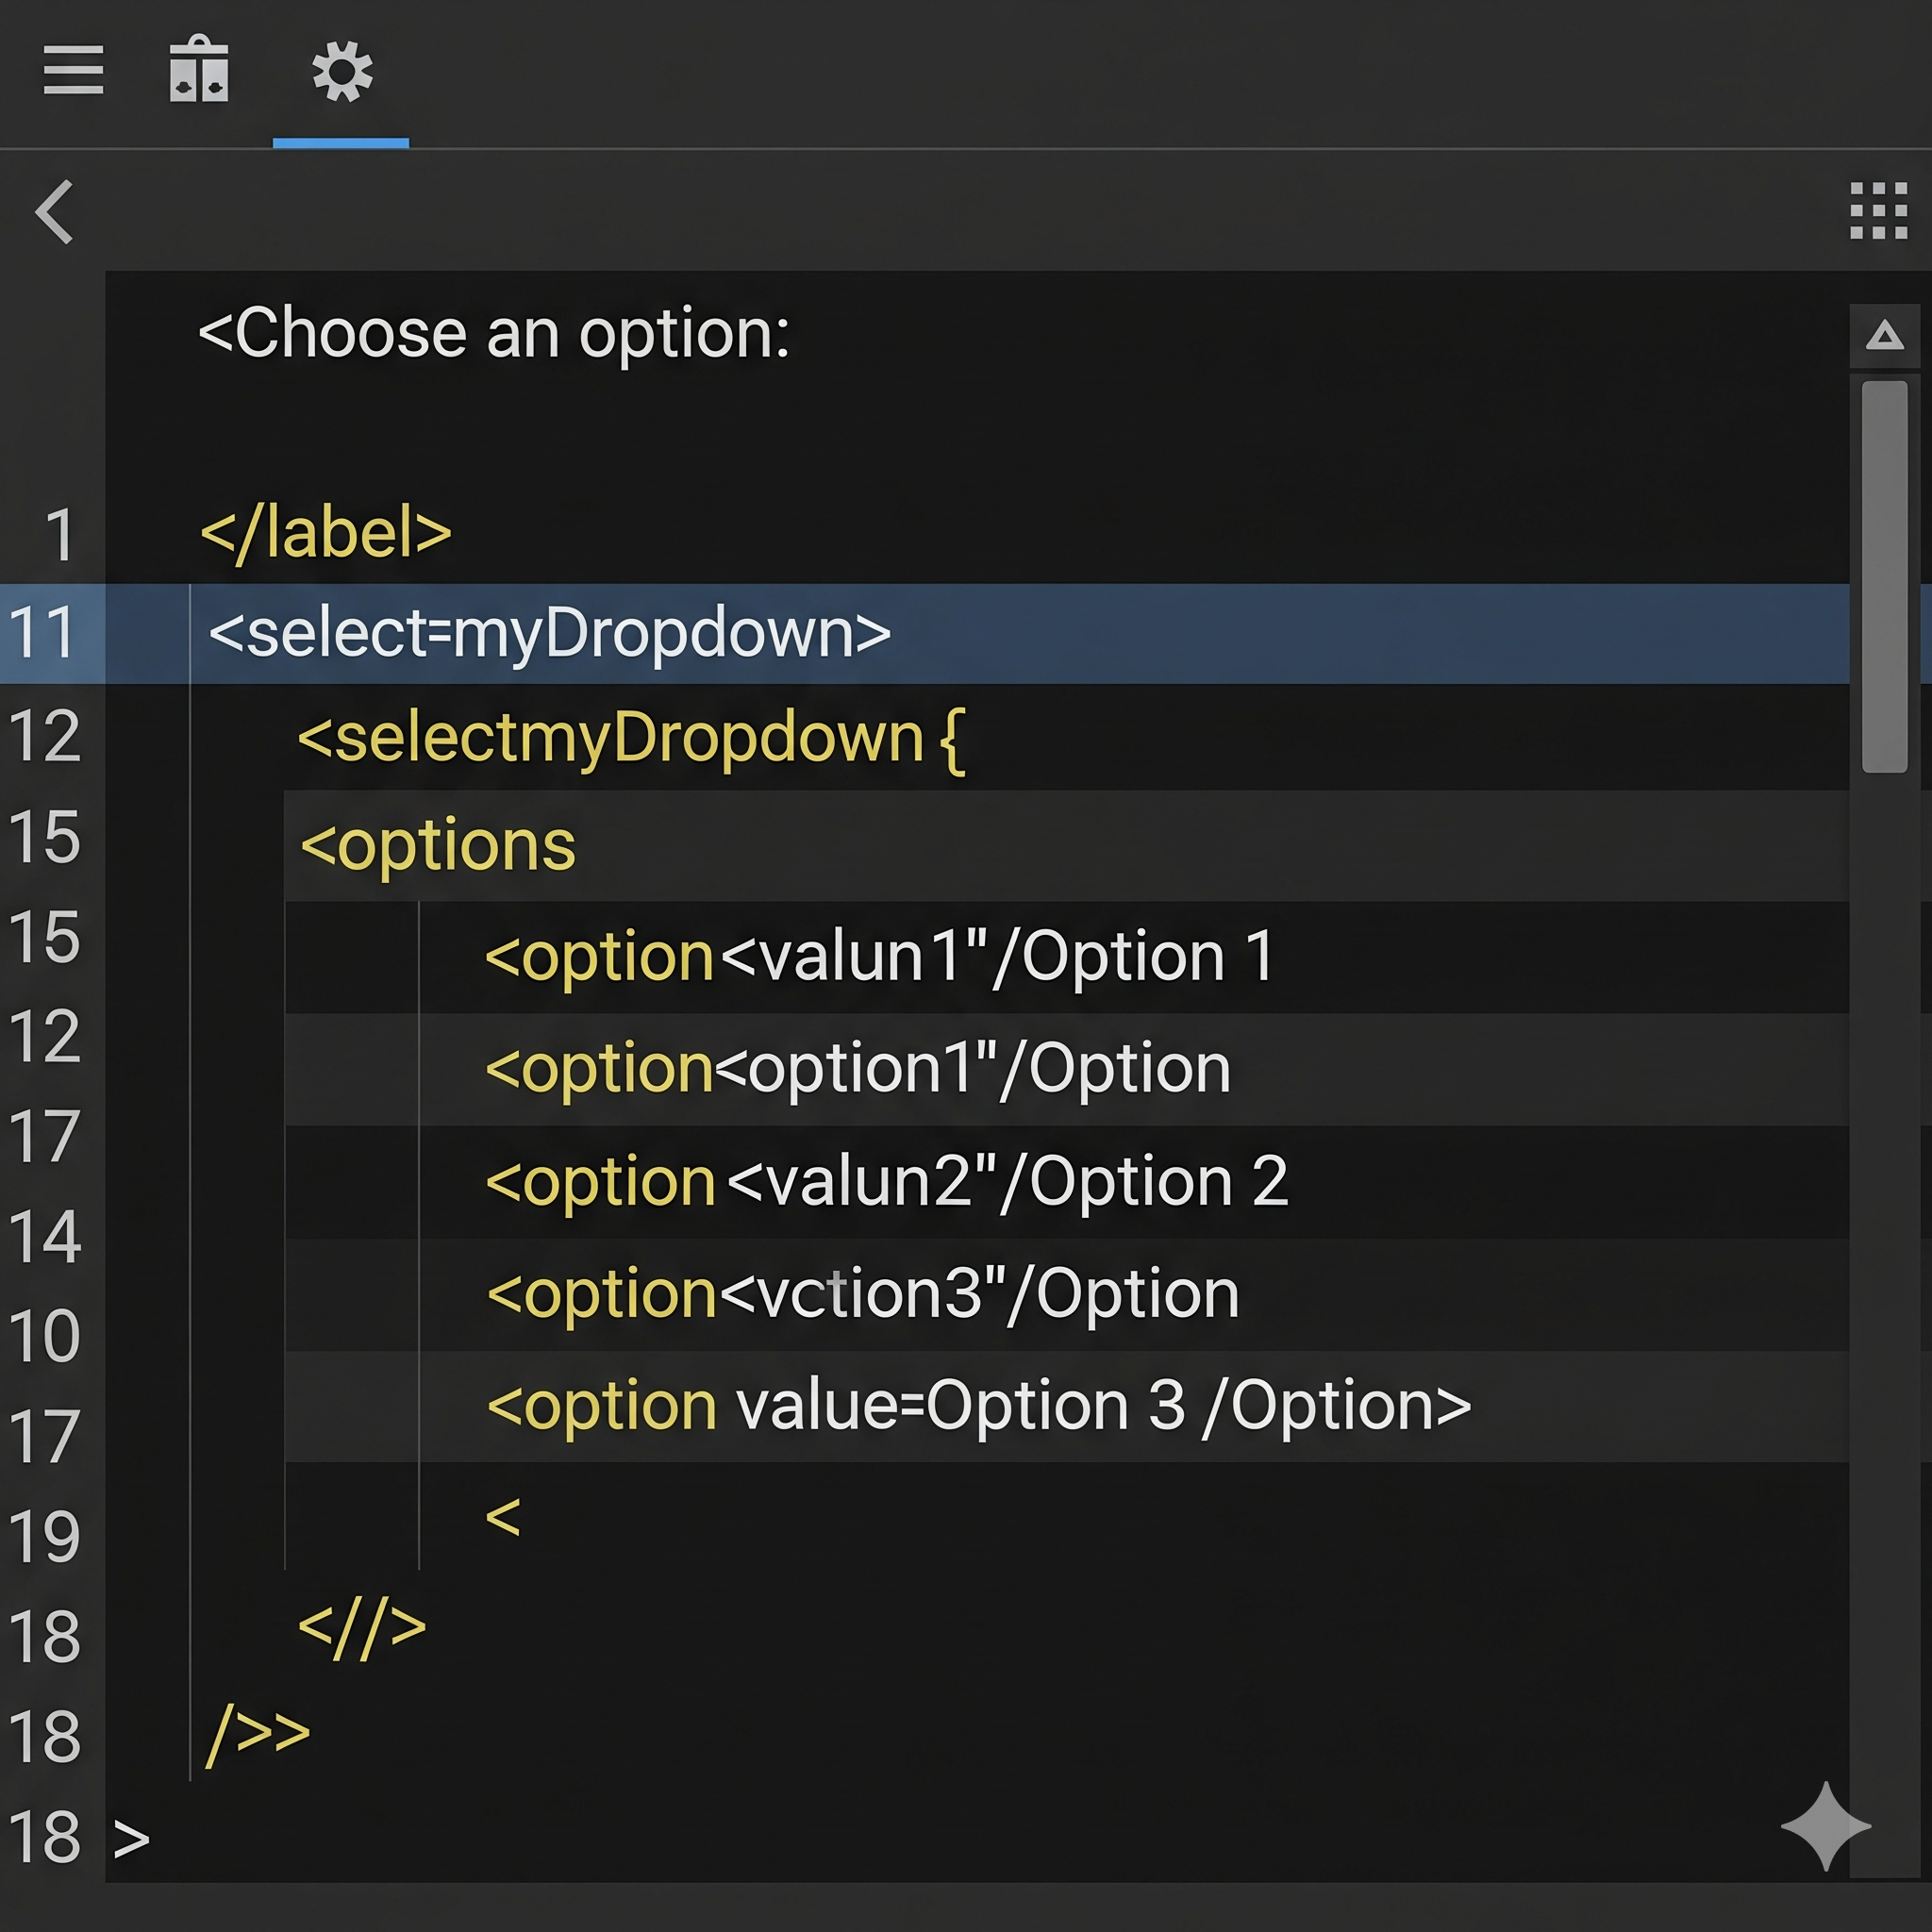 <Choose an option:
1 </label>
11 <select=myDropdown>
12 <selectmyDropdown {
15 <options
15 <option<valun1"/Option 1
12 <option<option1"/Option
17 <option <valun2"/Option 2
14 <option<vction3"/Option
10 <option value=Option 3 /Option>
17 <
19
18 <//>
18 />>
18 >